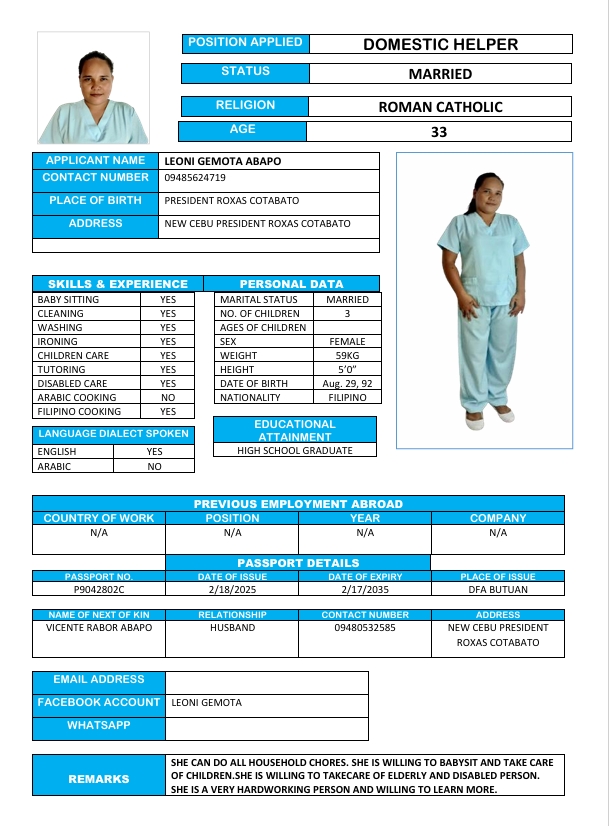 POSITION APPLIED DOMESTIC HELPER
STATUS MARRIED
RELIGION ROMAN CATHOLIC
AGE 33
APPLICANT NAME LEONI GEMOTA ABAPO
CONTACT NUMBER 09485624719
PLACE OF BIRTH PRESIDENT ROXAS COTABATO
ADDRESS NEW CEBU PRESIDENT ROXAS COTABATO
SKILLS & EXPERIENCE
BABY SITTING YES
CLEANING YES
WASHING YES
IRONING YES
CHILDREN CARE YES
TUTORING YES
DISABLED CARE YES
ARABIC COOKING NO
FILIPINO COOKING YES
LANGUAGE DIALECT SPOKEN
ENGLISH YES
ARABIC NO
PERSONAL DATA
MARITAL STATUS MARRIED
NO. OF CHILDREN 3
AGES OF CHILDREN
SEX FEMALE
WEIGHT 59KG
HEIGHT 5’0”
DATE OF BIRTH Aug. 29, 92
NATIONALITY FILIPINO
EDUCATIONAL
ATTAINMENT
HIGH SCHOOL GRADUATE
PREVIOUS EMPLOYMENT ABROAD
COUNTRY OF WORK POSITION YEAR COMPANY
N/A N/A N/A N/A
PASSPORT DETAILS
PASSPORT NO. DATE OF ISSUE DATE OF EXPIRY PLACE OF ISSUE
P9042802C 2/18/2025 2/17/2035 DFA BUTUAN
NAME OF NEXT OF KIN RELATIONSHIP CONTACT NUMBER ADDRESS
VICENTE RABOR ABAPO HUSBAND 09480532585 NEW CEBU PRESIDENT
ROXAS COTABATO
EMAIL ADDRESS
FACEBOOK ACCOUNT LEONI GEMOTA
WHATSAPP
REMARKS
SHE CAN DO ALL HOUSEHOLD CHORES. SHE IS WILLING TO BABYSIT AND TAKE CARE
OF CHILDREN.SHE IS WILLING TO TAKECARE OF ELDERLY AND DISABLED PERSON.
SHE IS A VERY HARDWORKING PERSON AND WILLING TO LEARN MORE.